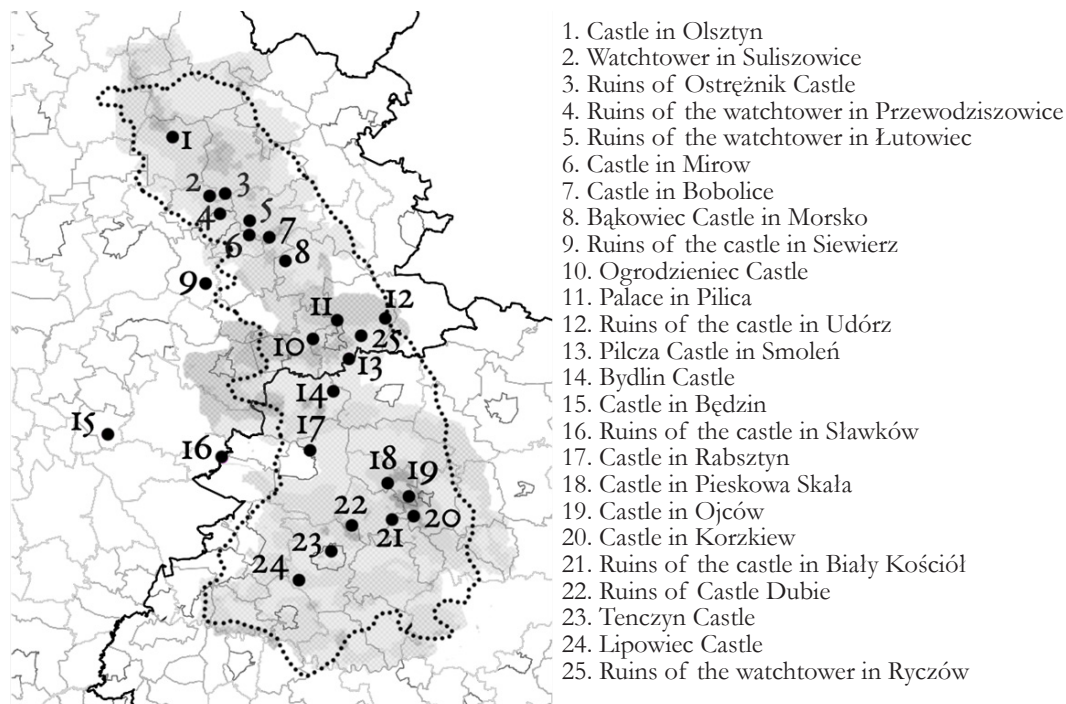 1
2
3
4
5
6
7
8
9
11
12
10
25
13
14
15
16
17
18
19
20
21
22
23
24
1. Castle in Olsztyn
2. Watchtower in Suliszowice
3. Ruins of Ostrężnik Castle
4. Ruins of the watchtower in Przewodziszowice
5. Ruins of the watchtower in Łutowiec
6. Castle in Mirow
7. Castle in Bobolice
8. Bąkowiec Castle in Morsko
9. Ruins of the castle in Siewierz
10. Ogrodzieniec Castle
11. Palace in Pilica
12. Ruins of the castle in Udórz
13. Pilcza Castle in Smoleń
14. Bydlin Castle
15. Castle in Będzin
16. Ruins of the castle in Sławków
17. Castle in Rabsztyn
18. Castle in Pieskowa Skała
19. Castle in Ojców
20. Castle in Korzkiew
21. Ruins of the castle in Biały Kościół
22. Ruins of Castle Dubie
23. Tenczyn Castle
24. Lipowiec Castle
25. Ruins of the watchtower in Ryczów